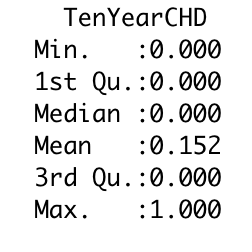 TenYearCHD
Min.   :0.000
1st Qu.:0.000
Median :0.000
Mean   :0.152
3rd Qu.:0.000
Max.   :1.000